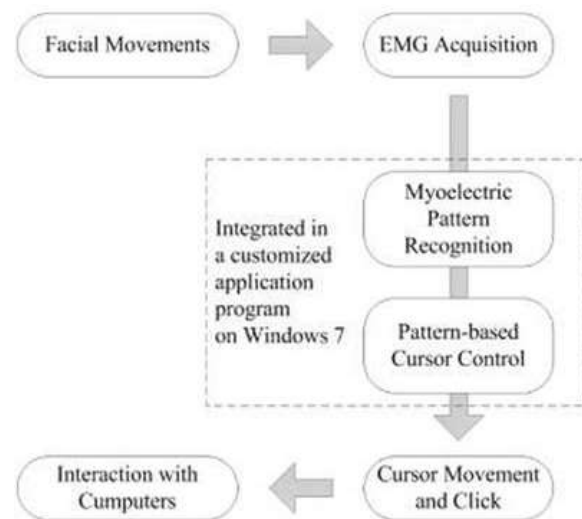 Facial Movements
EMG Acquisition
Integrated in
a customized
application
program
on Windows 7
Myoelectric
Pattern
Recognition
Pattern-based
Cursor Control
Interaction with
Cumputers
Cursor Movement
and Click